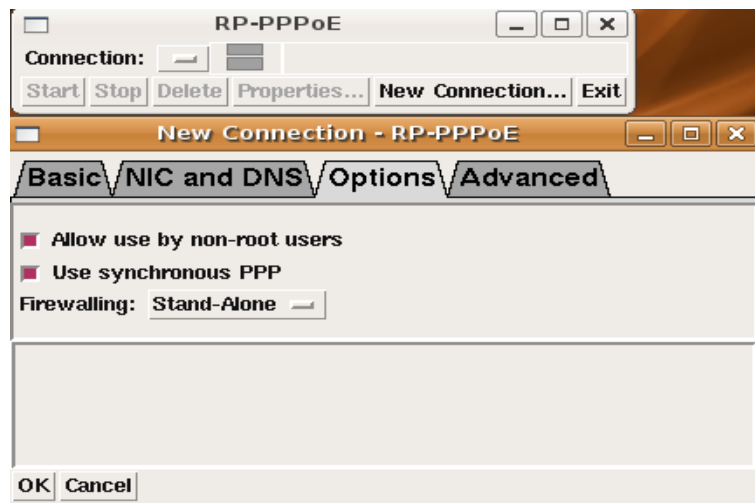 RP-PPPoE
Connection:
Start Stop Delete Properties... New Connection... Exit
New Connection - RP-PPPoE
Basic NIC and DNS Options Advanced
Allow use by non-root users
Use synchronous PPP
Firewalling: Stand-Alone
OK Cancel